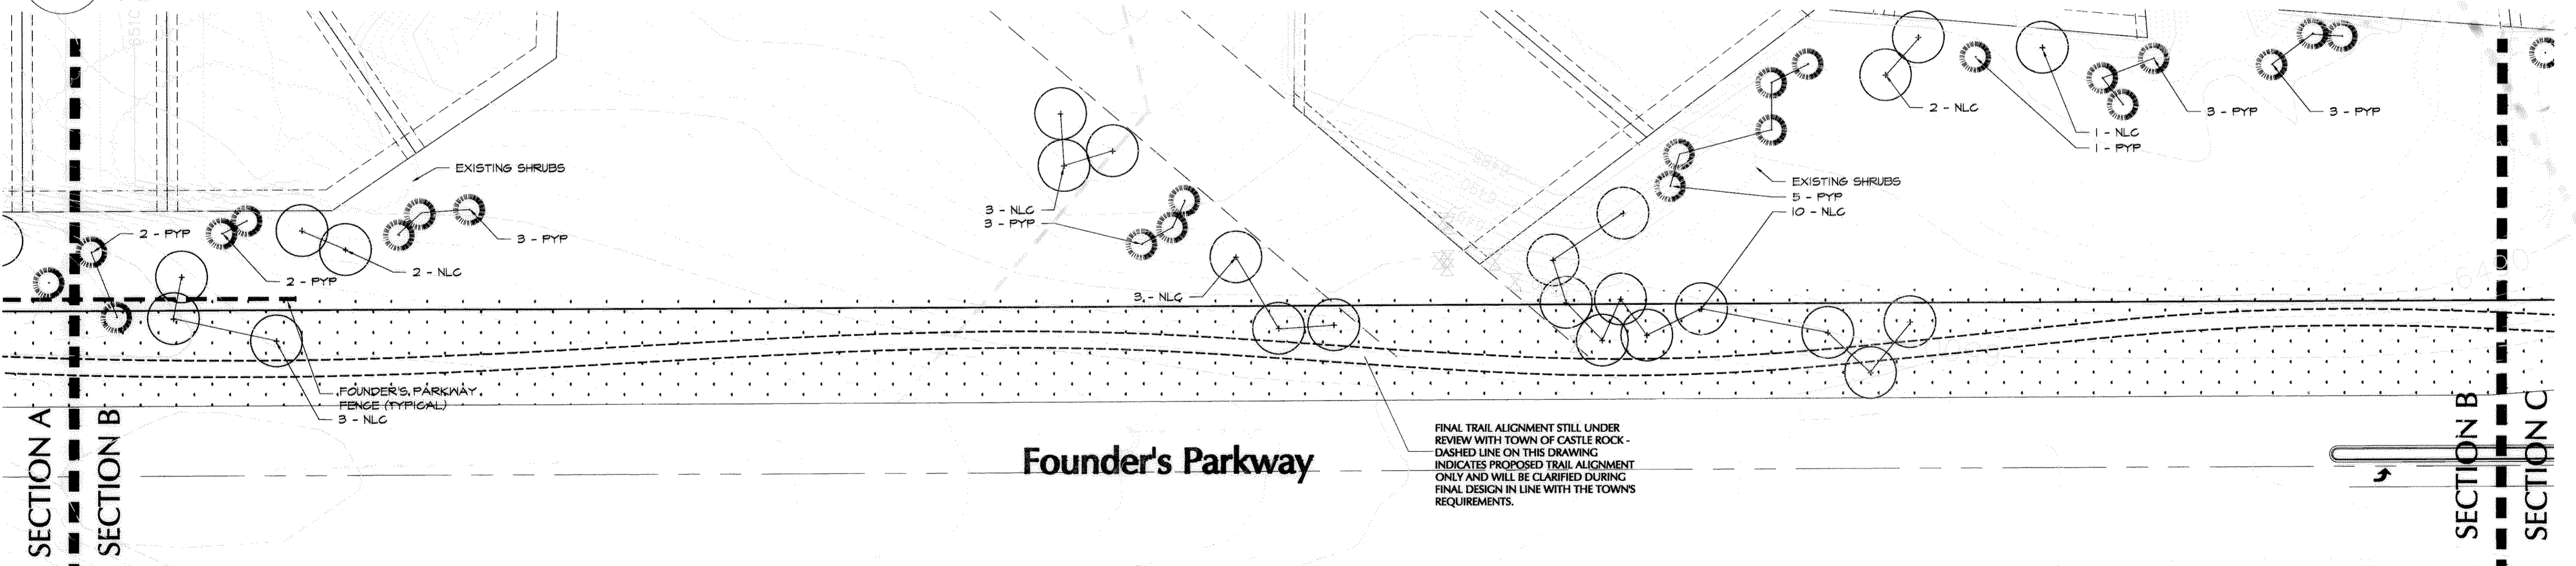 EXISTING SHRUBS
2 - PYP
3 - PYP
2 - NLC
2 - PYP
FOUNDER'S PARKWAY
FENCE (TYPICAL)
3 - NLC
3 - NLC
3 - PYP
3 - NLC
EXISTING SHRUBS
5 - PYP
10 - NLC
2 - NLC
1 - NLC
1 - PYP
3 - PYP
3 - PYP
6490
SECTION A
SECTION B
Founder's Parkway
FINAL TRAIL ALIGNMENT STILL UNDER
REVIEW WITH TOWN OF CASTLE ROCK -
DASHED LINE ON THIS DRAWING
INDICATES PROPOSED TRAIL ALIGNMENT
ONLY AND WILL BE CLARIFIED DURING
FINAL DESIGN IN LINE WITH THE TOWN'S
REQUIREMENTS.
SECTION B
SECTION C